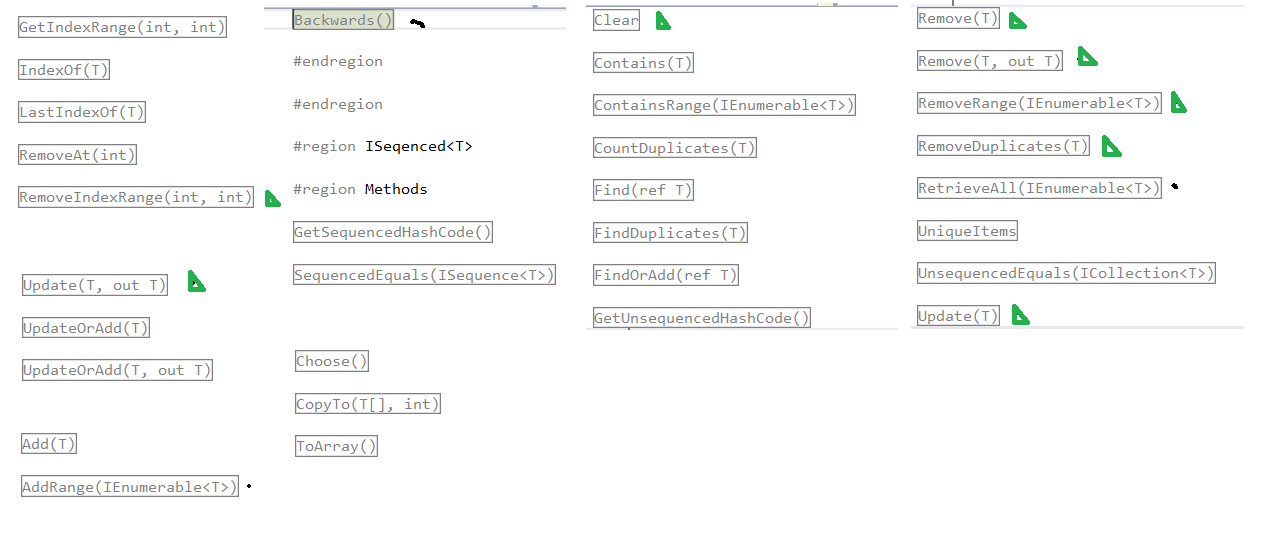 GetIndexRange(int, int)
IndexOf(T)
LastIndexOf(T)
RemoveAt(int)
RemoveIndexRange(int, int)
Update(T, out T)
UpdateOrAdd(T)
UpdateOrAdd(T, out T)
Add(T)
AddRange(IEnumerable<T>)
Backwards()
#endregion
#endregion
#region ISeqenced<T>
#region Methods
GetSequencedHashCode()
SequencedEquals(ISequence<T>)
Choose()
CopyTo(T[], int)
ToArray()
Clear
Contains(T)
ContainsRange(IEnumerable<T>)
CountDuplicates(T)
Find(ref T)
FindDuplicates(T)
FindOrAdd(ref T)
GetUnsequencedHashCode()
Remove(T)
Remove(T, out T)
RemoveRange(IEnumerable<T>)
RemoveDuplicates(T)
RetrieveAll(IEnumerable<T>)
UniqueItems
UnsequencedEquals(ICollection<T>)
Update(T)